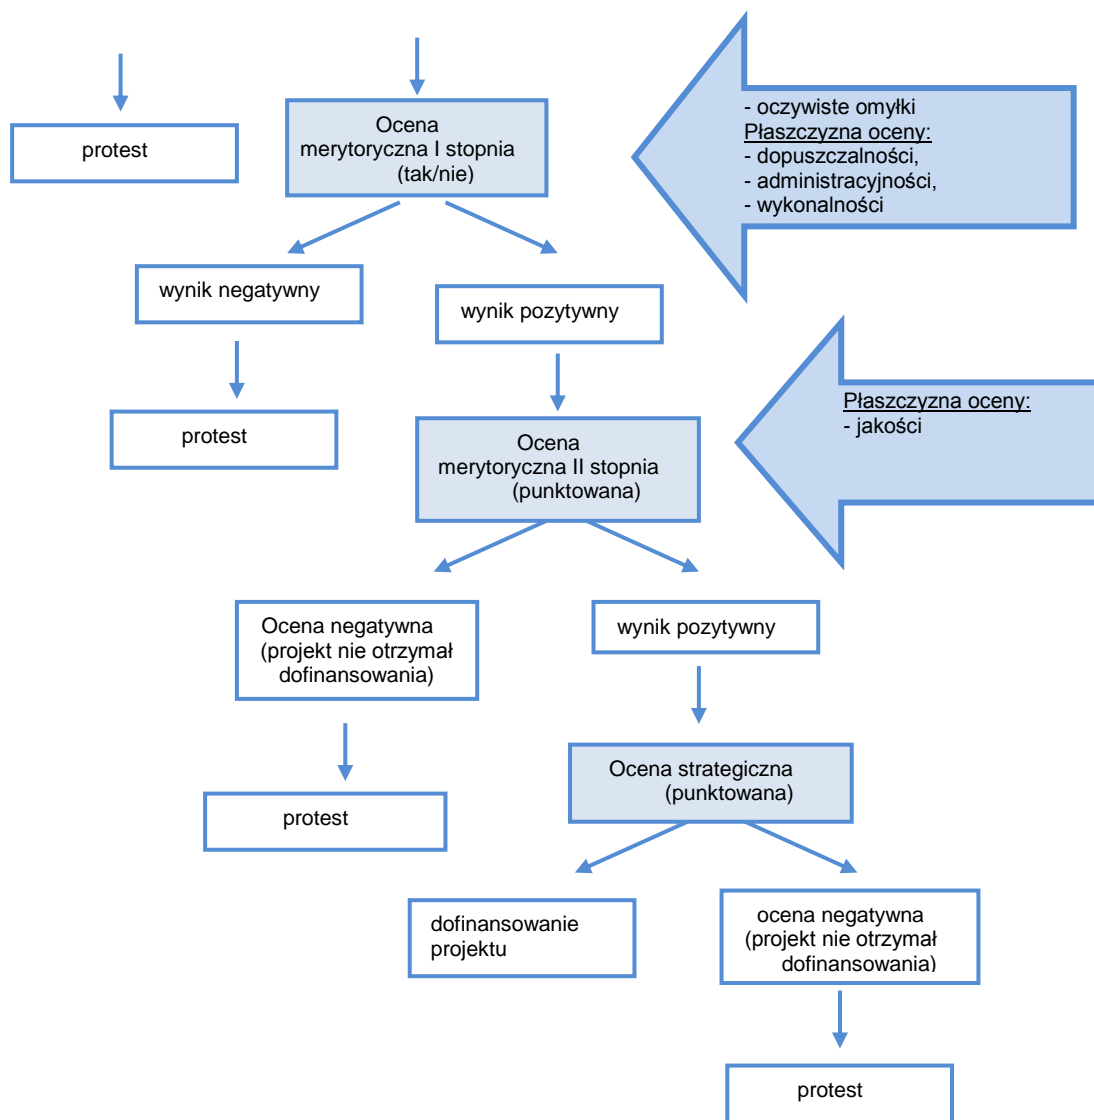 protest
Ocena
merytoryczna I stopnia
(tak/nie)
- oczywiste omyłki
Płaszczyzna oceny:
- dopuszczalności,
- administracyjności,
- wykonalności
wynik negatywny
wynik pozytywny
protest
Ocena
merytoryczna II stopnia
(punktowana)
Płaszczyzna oceny:
- jakości
Ocena negatywna
(projekt nie otrzymał
dofinansowania)
wynik pozytywny
protest
Ocena strategiczna
(punktowana)
dofinansowanie
projektu
ocena negatywna
(projekt nie otrzymał
dofinansowania)
protest